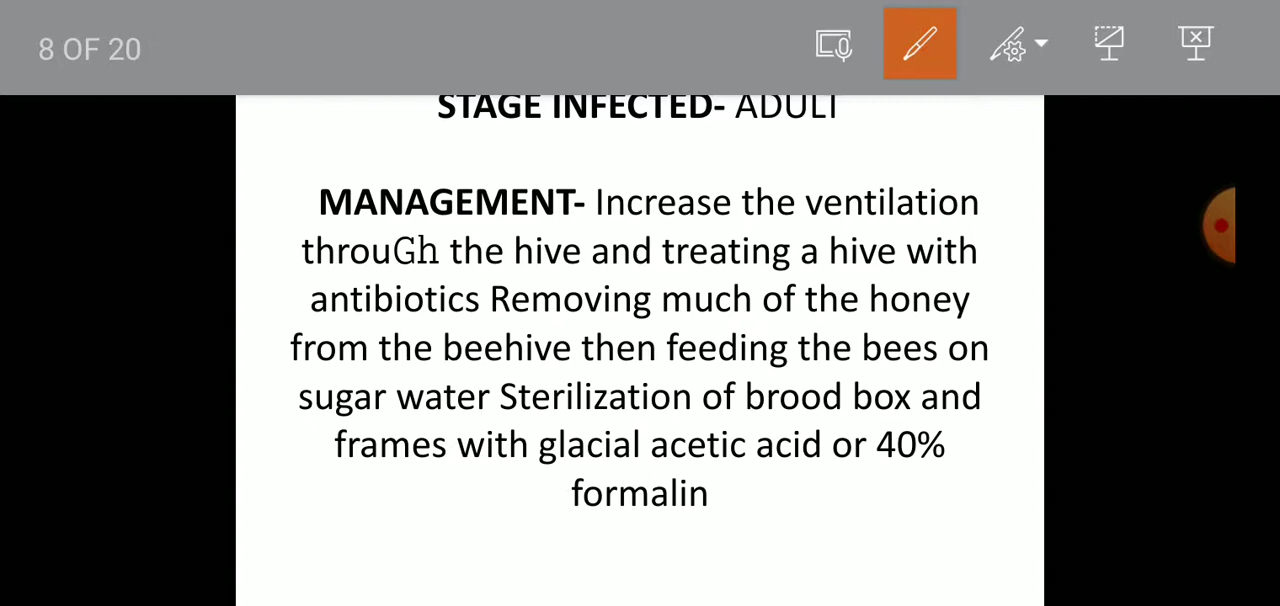 8 OF 20
STAGE INFECTED- ADULT
MANAGEMENT- Increase the ventilation
throuGh the hive and treating a hive with
antibiotics Removing much of the honey
from the beehive then feeding the bees on
sugar water Sterilization of brood box and
frames with glacial acetic acid or 40%
formalin